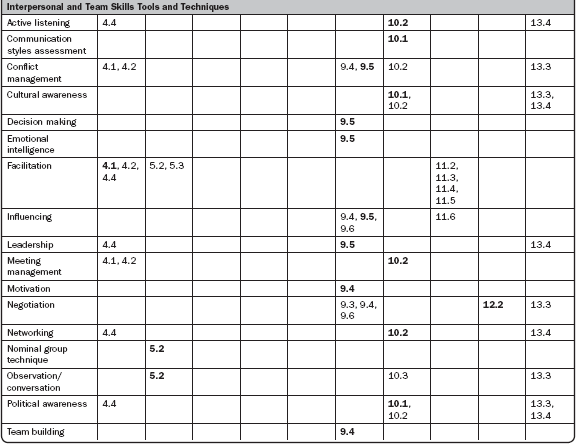 Interpersonal and Team Skills Tools and Techniques
Active listening 4.4 10.2 13.4
Communication 10.1
styles assessment
Conflict 4.1, 4.2 9.4, 9.5 10.2 13.3
management
Cultural awareness 10.1, 13.3,
10.2 13.4
Decision making 9.5
Emotional 9.5
intelligence
Facilitation 4.1, 4.2, 5.2, 5.3 11.2,
4.4 11.3,
11.4,
11.5
Influencing 9.4, 9.5, 11.6
9.6
Leadership 4.4 9.5 13.4
Meeting 4.1, 4.2 10.2
management
Motivation 9.4
Negotiation 9.3, 9.4, 12.2 13.3
9.6
Networking 4.4 10.2 13.4
Nominal group 5.2
technique
Observation/ 5.2 10.3 13.3
conversation
Political awareness 4.4 10.1, 13.3,
10.2 13.4
Team building 9.4